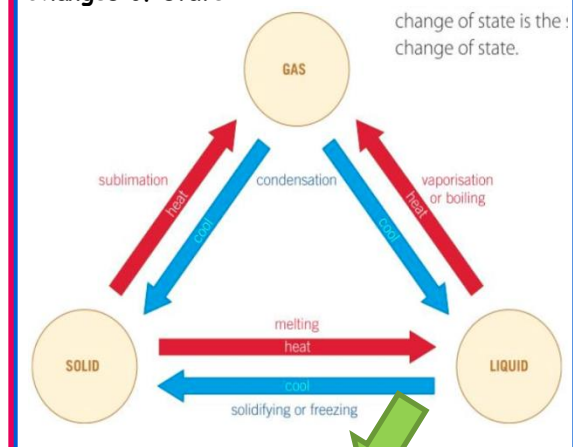 change of state is the
change of state.
GAS
sublimation
condensation
vaporisation
or boiling
heat
cool
cool
heat
SOLID
melting
heat
LIQUID
cool
solidifying or freezing